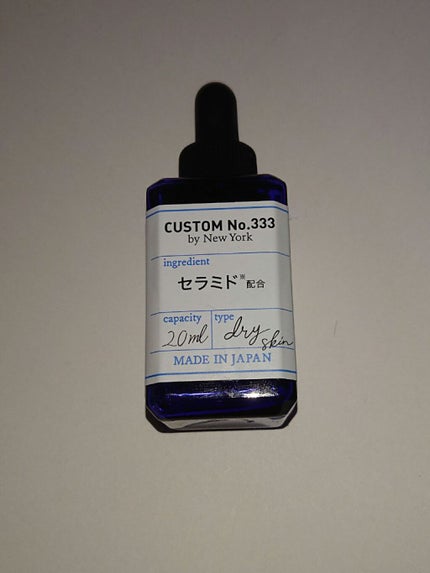 CUSTOM No.333
by New York
ingredient
セラミド※配合
capacity type
20ml dry skin
MADE IN JAPAN